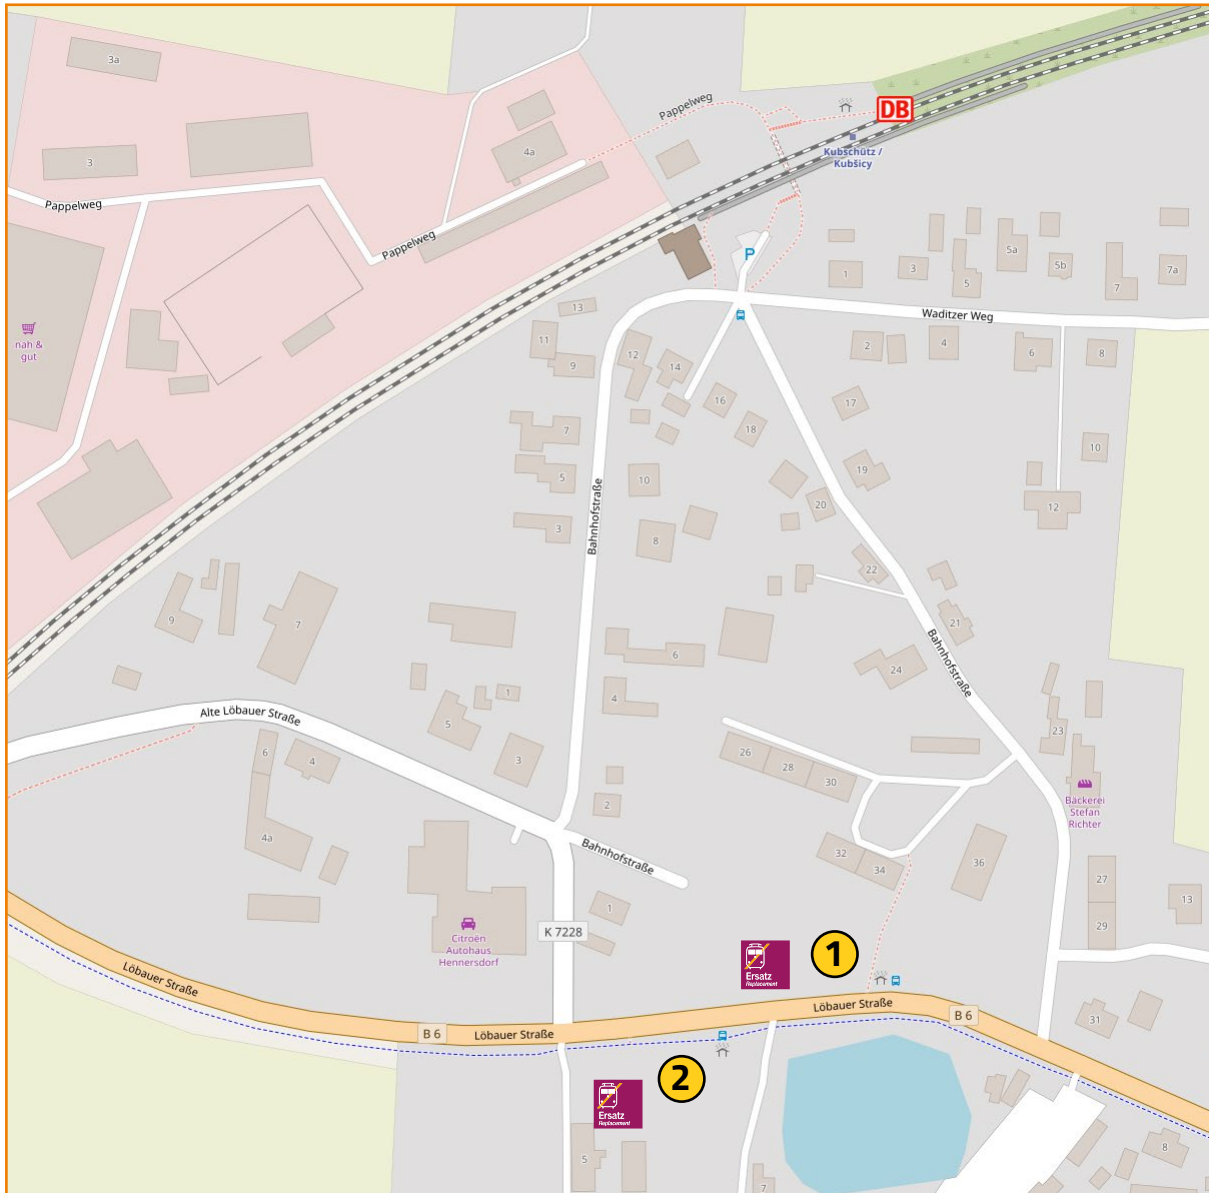 3a
Pappelweg
DB
4a
3
Kubschütz /
Kubšicy
Pappelweg
Pappelweg
P
5a
1
3
5
5b
7
7a
13
Waditzer Weg
nah &
gut
11
9
12
14
2
4
6
8
16
17
18
7
10
5
10
19
20
12
3
8
Bahnhofstraße
22
9
7
21
6
24
Bahnhofstraße
1
4
Alte Löbauer Straße
5
23
6
4
3
26
28
30
2
Bäckerei
Stefan
Richter
4a
Bahnhofstraße
32
34
36
27
13
1
29
Citroën
Autohaus
Hennersdorf
K 7228
1
Ersatz
Replacement
Löbauer Straße
Löbauer Straße
B 6
31
B 6
Löbauer Straße
2
Ersatz
Replacement
5
7
8